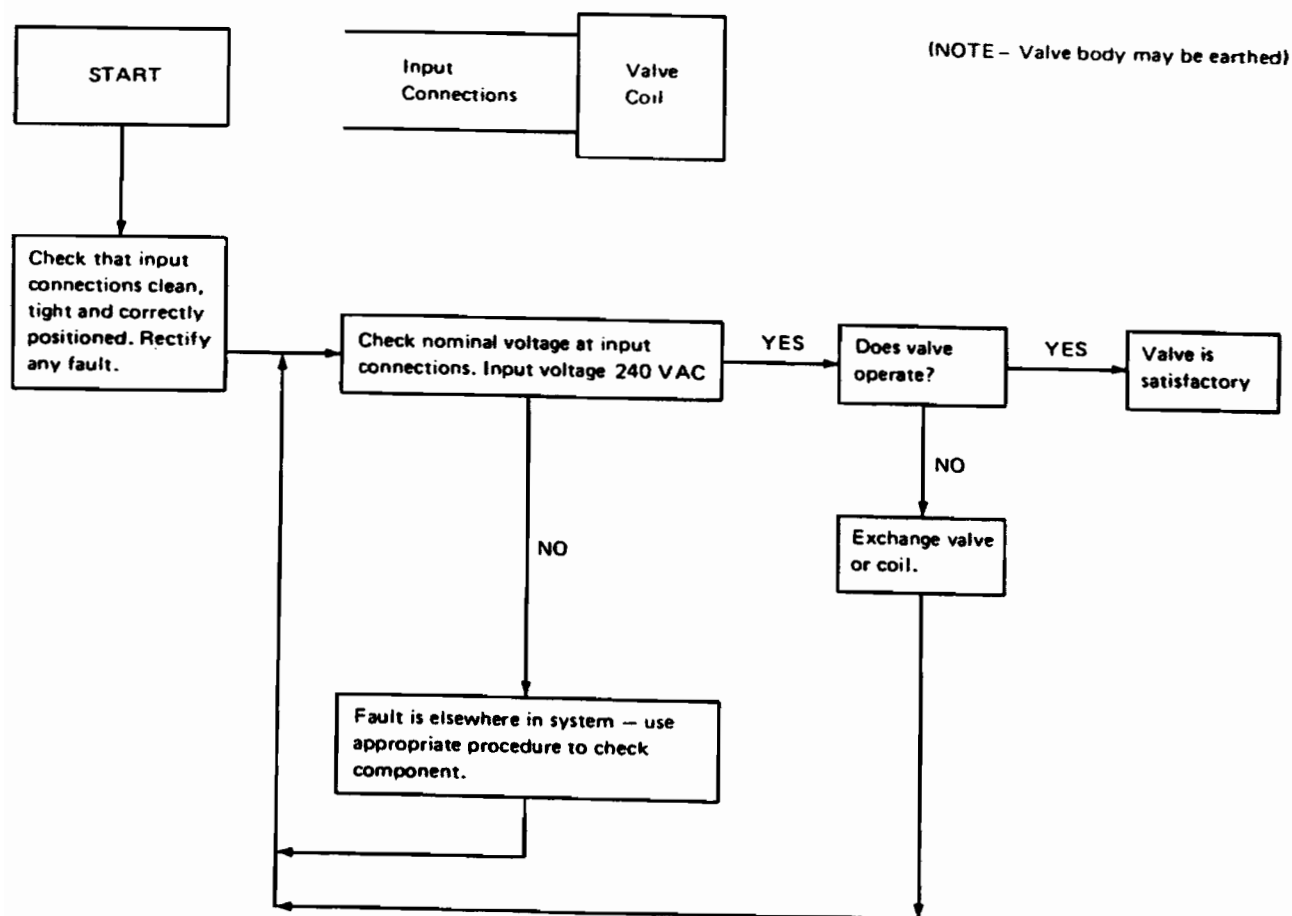 START
Input
Connections
Valve
Coil
(NOTE – Valve body may be earthed)
Check that input
connections clean,
tight and correctly
positioned. Rectify
any fault.
Check nominal voltage at input
connections. Input voltage 240 VAC
YES
Does valve
operate?
YES
Valve is
satisfactory
NO
NO
Exchange valve
or coil.
Fault is elsewhere in system – use
appropriate procedure to check
component.